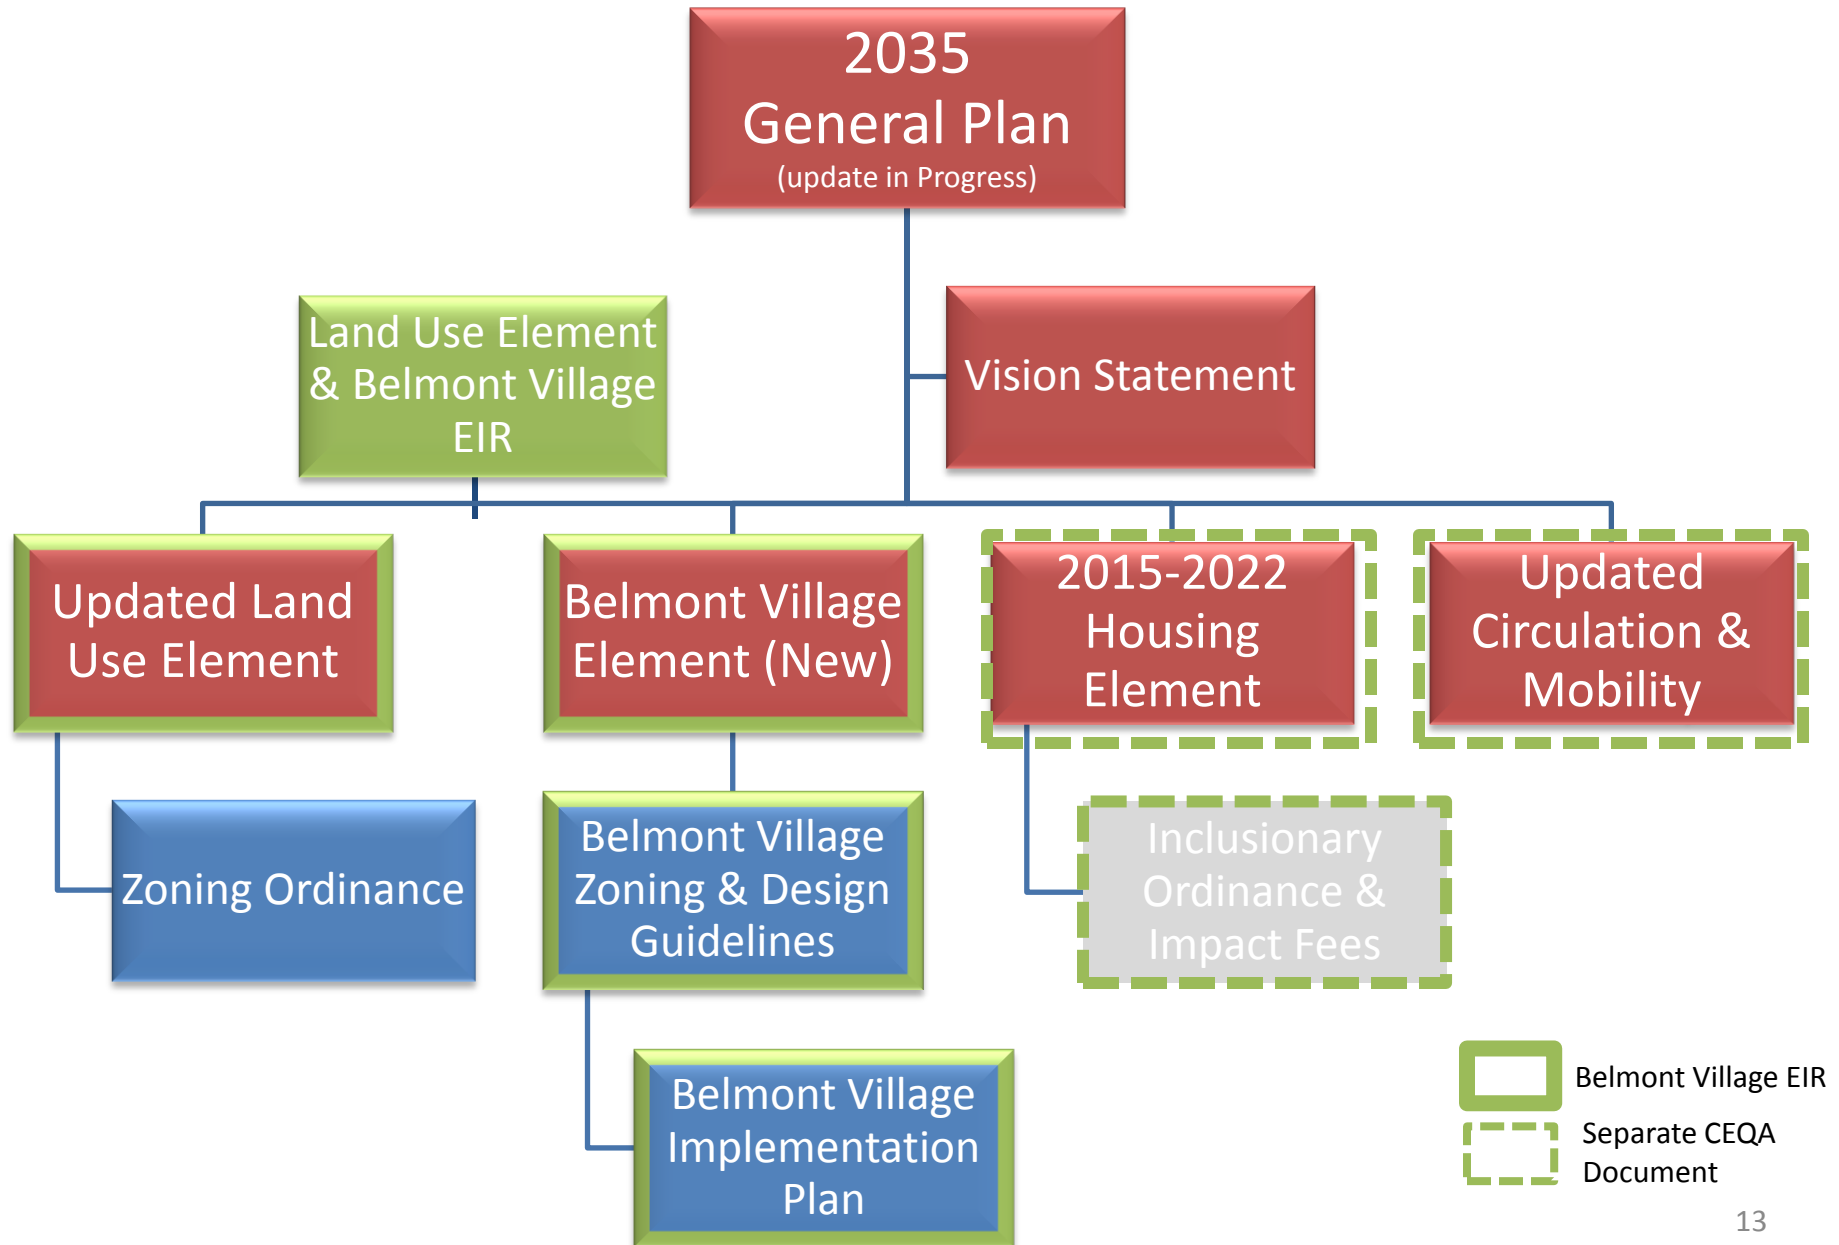 2035
General Plan
(update in Progress)
Land Use Element
& Belmont Village
EIR
Vision Statement
Updated Land
Use Element
Belmont Village
Element (New)
2015-2022
Housing
Element
Updated
Circulation &
Mobility
Zoning Ordinance
Belmont Village
Zoning & Design
Guidelines
Inclusionary
Ordinance &
Impact Fees
Belmont Village
Implementation
Plan
Belmont Village EIR
Separate CEQA
Document
13